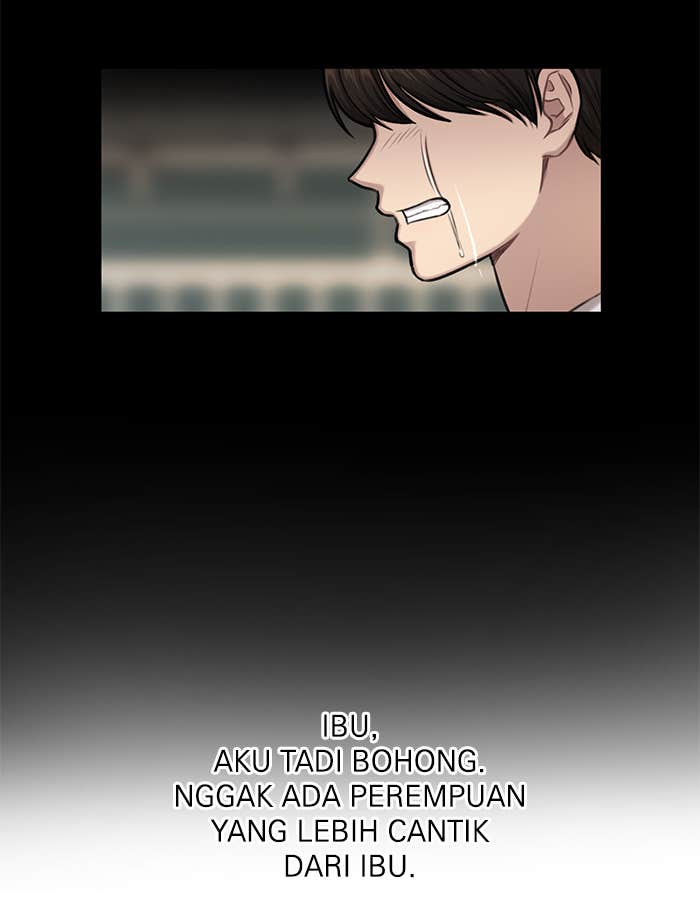 IBU,
AKU TADI BOHONG.
NGGAK ADA PEREMPUAN
YANG LEBIH CANTIK
DARI IBU.